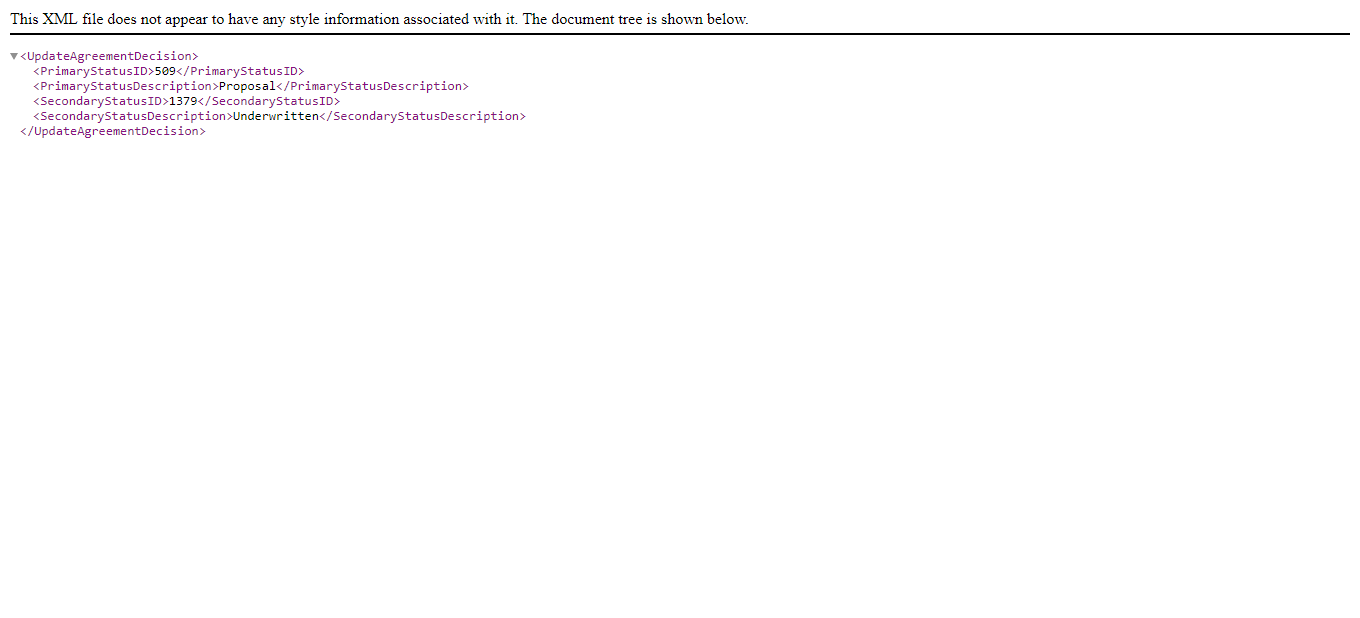 This XML file does not appear to have any style information associated with it. The document tree is shown below.
▼<UpdateAgreementDecision>
<PrimaryStatusID>509</PrimaryStatusID>
<PrimaryStatusDescription>Proposal</PrimaryStatusDescription>
<SecondaryStatusID>1379</SecondaryStatusID>
<SecondaryStatusDescription>Underwritten</SecondaryStatusDescription>
</UpdateAgreementDecision>